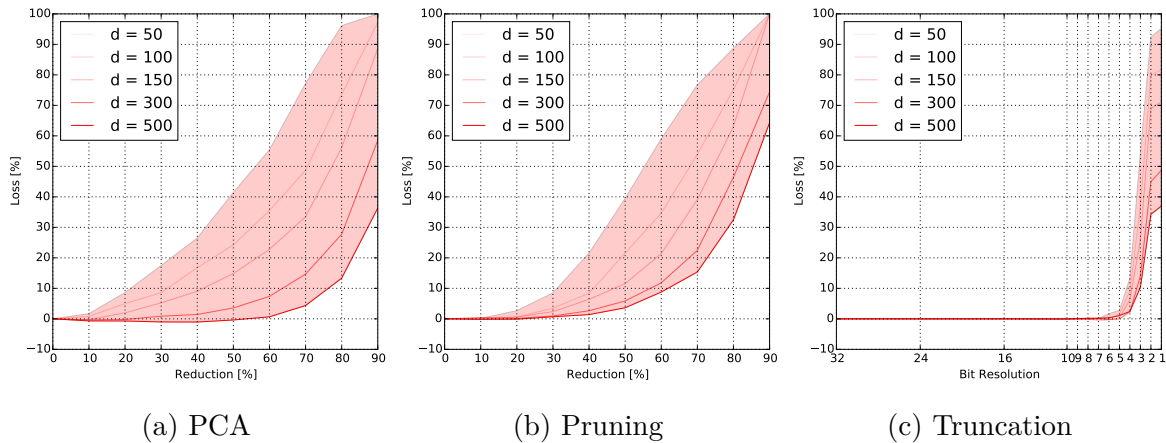 100
90
80
70
60
50
40
30
20
10
0
−10
Loss [%]
d = 50
d = 100
d = 150
d = 300
d = 500
0 10 20 30 40 50 60 70 80 90
Reduction [%]
(a) PCA
100
90
80
70
60
50
40
30
20
10
0
−10
Loss [%]
d = 50
d = 100
d = 150
d = 300
d = 500
0 10 20 30 40 50 60 70 80 90
Reduction [%]
(b) Pruning
100
90
80
70
60
50
40
30
20
10
0
−10
Loss [%]
d = 50
d = 100
d = 150
d = 300
d = 500
32 24 16 10 9 8 7 6 5 4 3 2 1
Bit Resolution
(c) Truncation